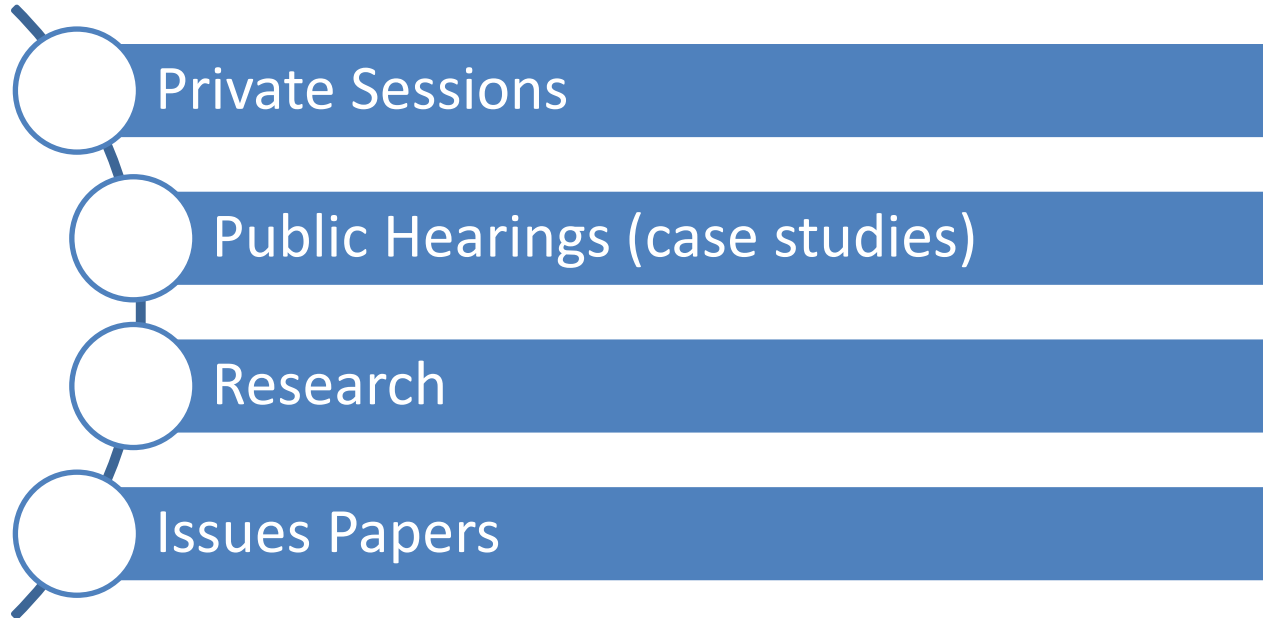 Private Sessions
Public Hearings (case studies)
Research
Issues Papers